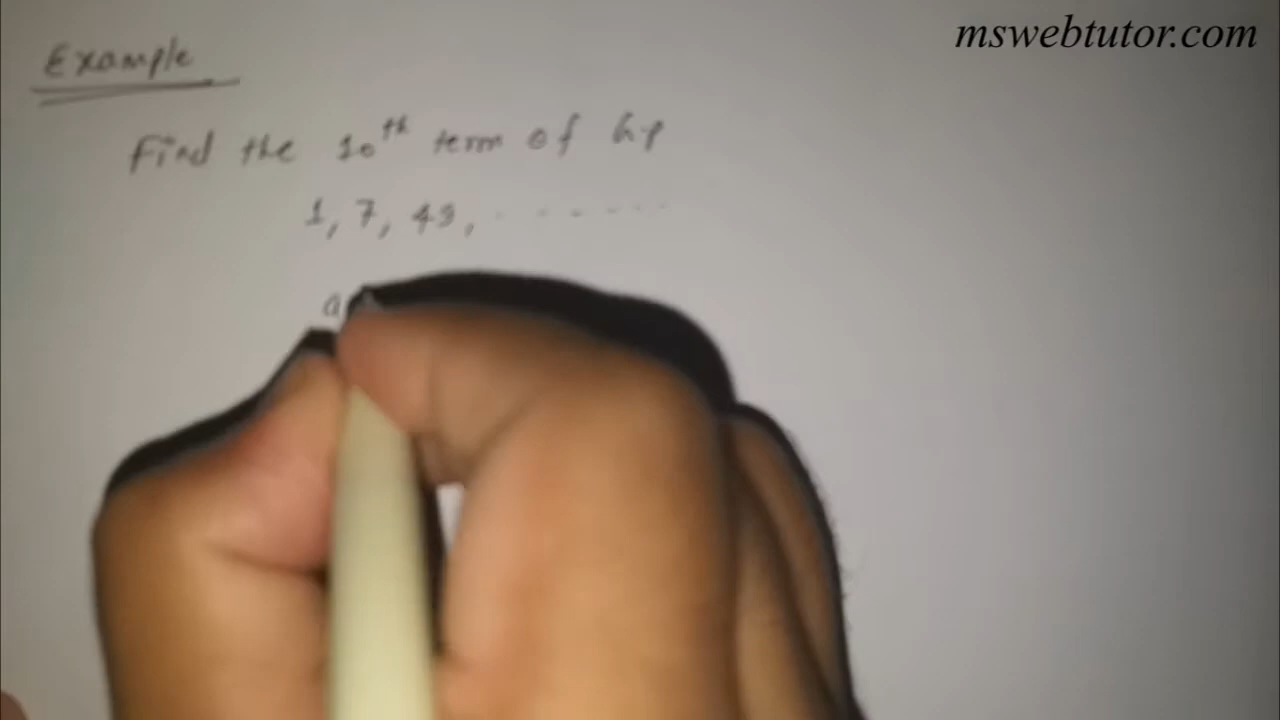 mswebtutor.com
Example
Find the 10th term of G.P
1, 7, 49, - - - - - -
a